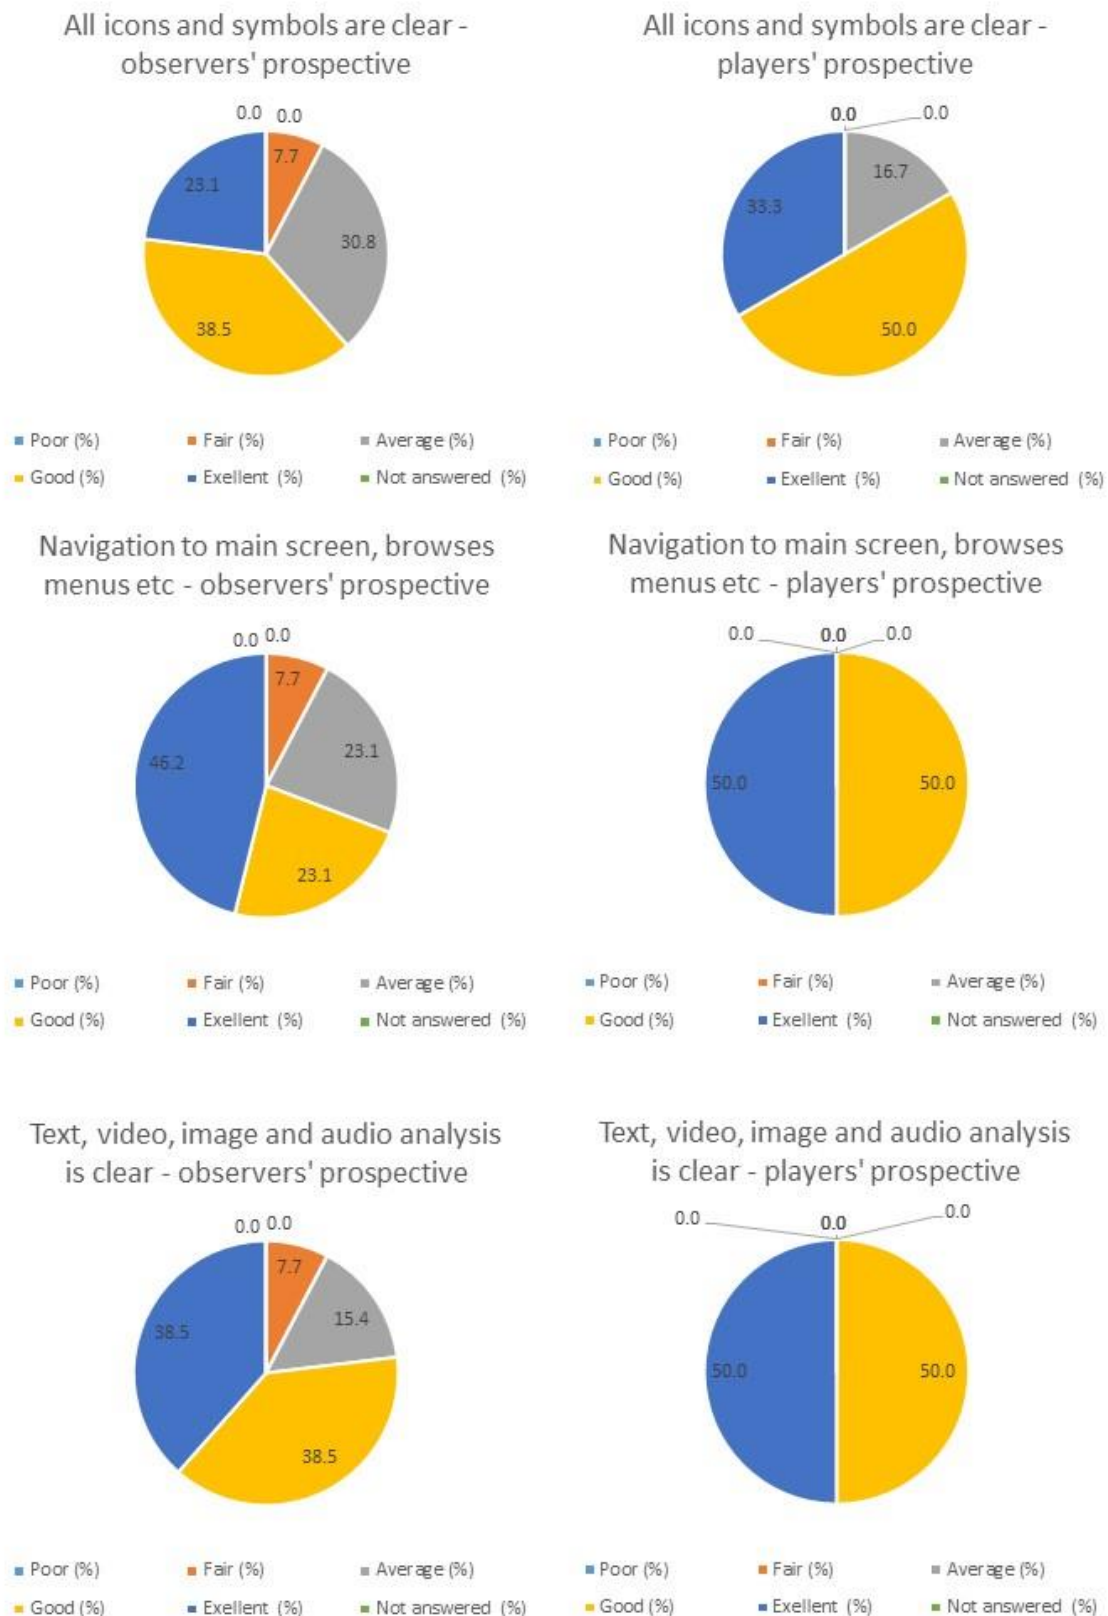 All icons and symbols are clear -
observers' prospective
0.0 0.0
7.7
23.1
30.8
38.5
Poor (%) Fair (%) Average (%)
Good (%) Exellent (%) Not answered (%)
All icons and symbols are clear -
players' prospective
0.0 0.0
16.7
33.3
50.0
Poor (%) Fair (%) Average (%)
Good (%) Exellent (%) Not answered (%)
Navigation to main screen, browses
menus etc - observers' prospective
0.0 0.0
7.7
46.2 23.1
23.1
Poor (%) Fair (%) Average (%)
Good (%) Exellent (%) Not answered (%)
Navigation to main screen, browses
menus etc - players' prospective
0.0 0.0 0.0
50.0 50.0
Poor (%) Fair (%) Average (%)
Good (%) Exellent (%) Not answered (%)
Text, video, image and audio analysis
is clear - observers' prospective
0.0 0.0
7.7
15.4
38.5
38.5
Poor (%) Fair (%) Average (%)
Good (%) Exellent (%) Not answered (%)
Text, video, image and audio analysis
is clear - players' prospective
0.0 0.0 0.0
50.0 50.0
Poor (%) Fair (%) Average (%)
Good (%) Exellent (%) Not answered (%)